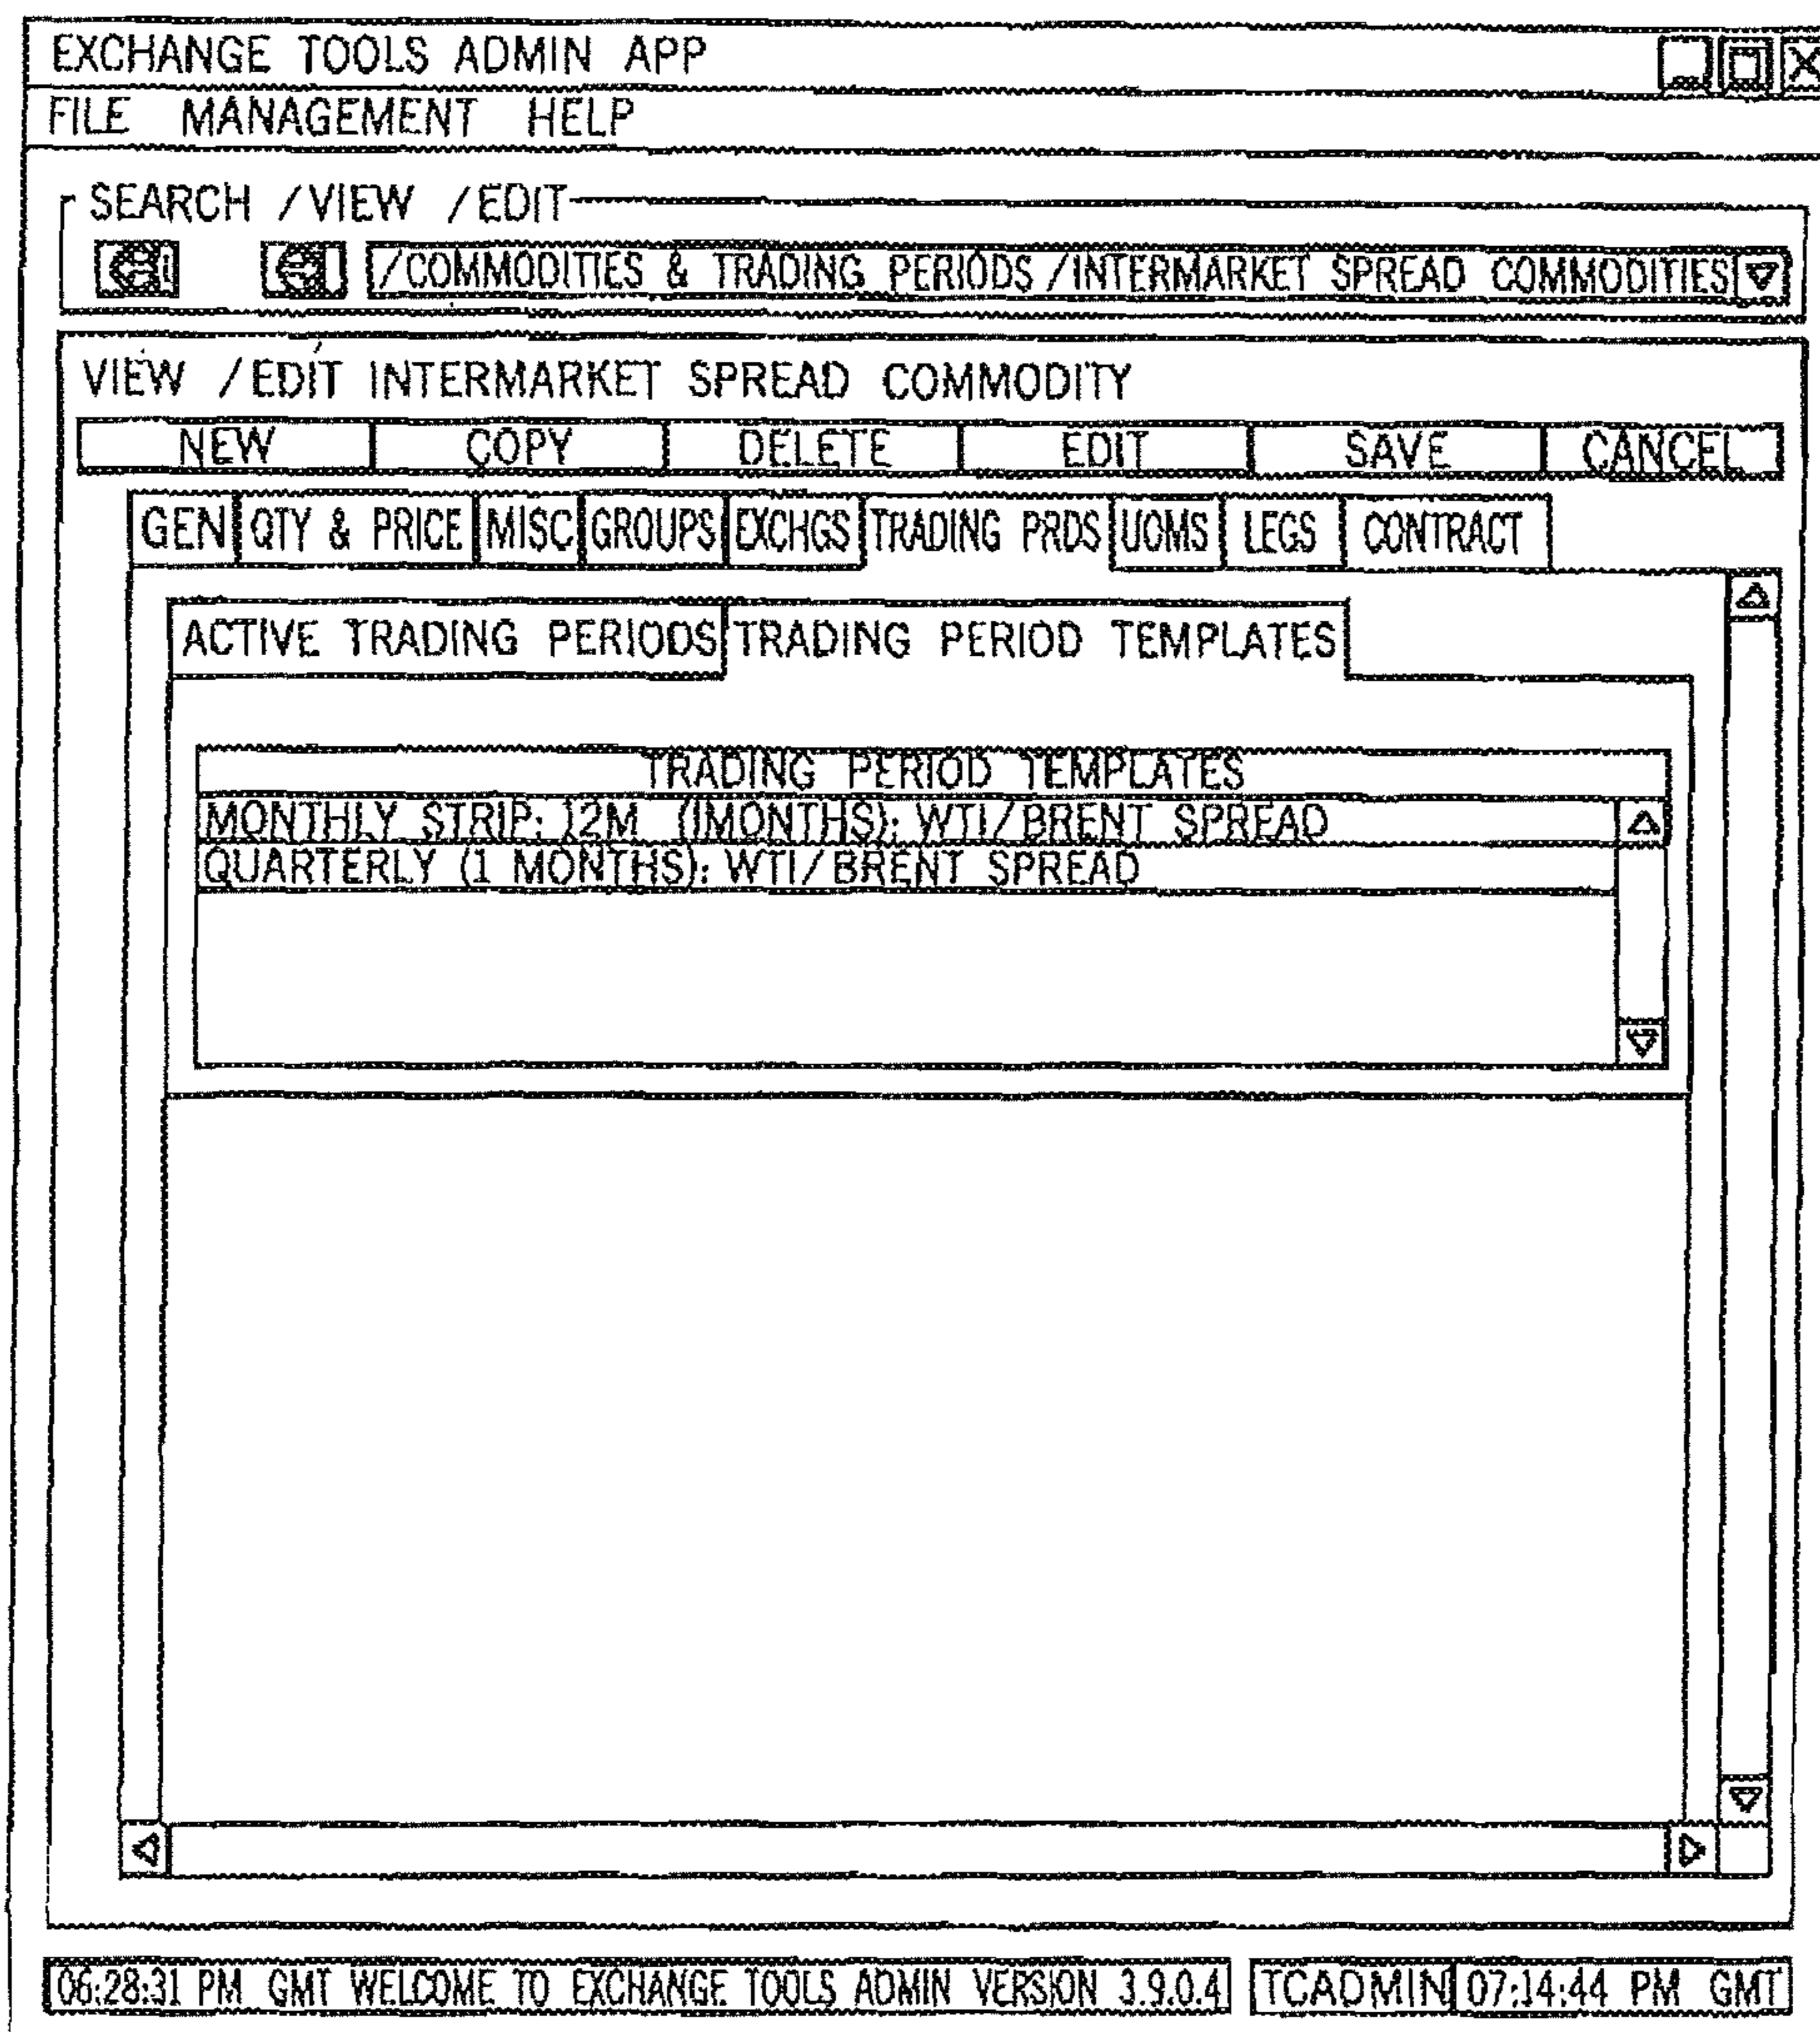 EXCHANGE TOOLS ADMIN APP
FILE MANAGEMENT HELP
SEARCH /VIEW /EDIT
/COMMODITIES & TRADING PERIODS /INTERMARKET SPREAD COMMODITIES
VIEW /EDIT INTERMARKET SPREAD COMMODITY
NEW COPY DELETE EDIT SAVE CANCEL
GEN QTY & PRICE MISC GROUPS EXCHGS TRADING PRDS UOMS LEGS CONTRACT
ACTIVE TRADING PERIODS TRADING PERIOD TEMPLATES
TRADING PERIOD TEMPLATES
MONTHLY STRIP: 12M (1MONTHS): WTI/BRENT SPREAD
QUARTERLY (1 MONTHS): WTI/BRENT SPREAD
06:28:31 PM GMT WELCOME TO EXCHANGE TOOLS ADMIN VERSION 3.9.0.4 TCADMIN 07:14:44 PM GMT